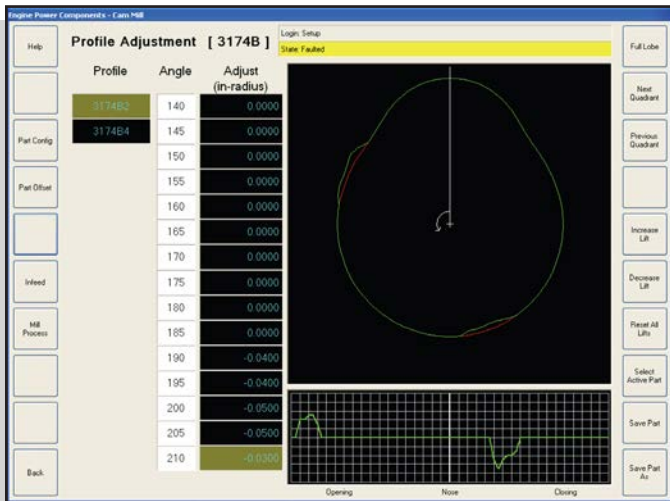 Engine Power Components - Cam Mill
Help
Part Config
Part Offset
Infeed
Mill Process
Back
Profile Adjustment [ 3174B ]
Login: Setup
State: Faulted
Profile Angle Adjust (in-radius)
3174B2 140 0.0000
3174B4 145 0.0000
150 0.0000
155 0.0000
160 0.0000
165 0.0000
170 0.0000
175 0.0000
180 0.0000
185 0.0000
190 -0.0400
195 -0.0400
200 -0.0500
205 -0.0500
210 -0.0300
Opening Nose Closing
Full Lobe
Next Quadrant
Previous Quadrant
Increase Lift
Decrease Lift
Reset All Lifts
Select Active Part
Save Part
Save Part As